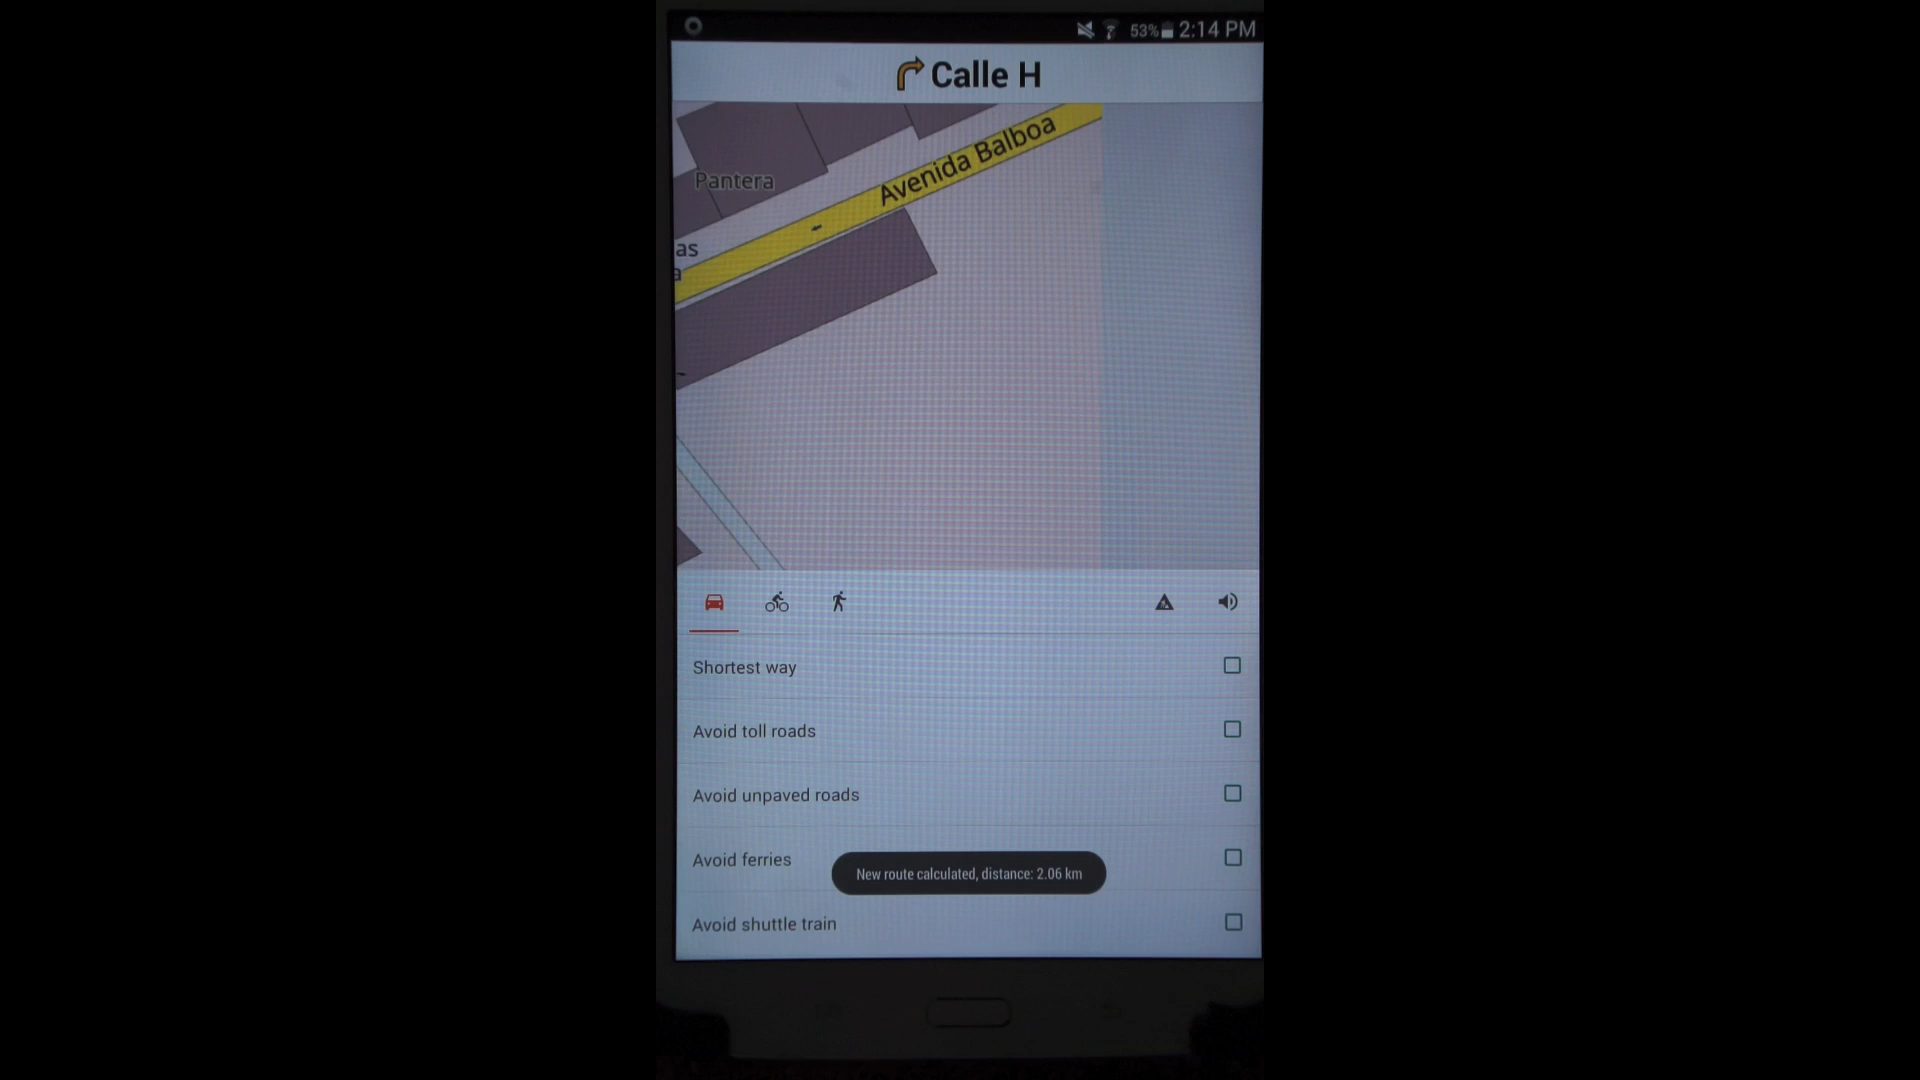 53% 2:14 PM
Calle H
Avenida Balboa
Pantera
as
a
Shortest way
Avoid toll roads
Avoid unpaved roads
Avoid ferries
New route calculated, distance: 2.06 km
Avoid shuttle train